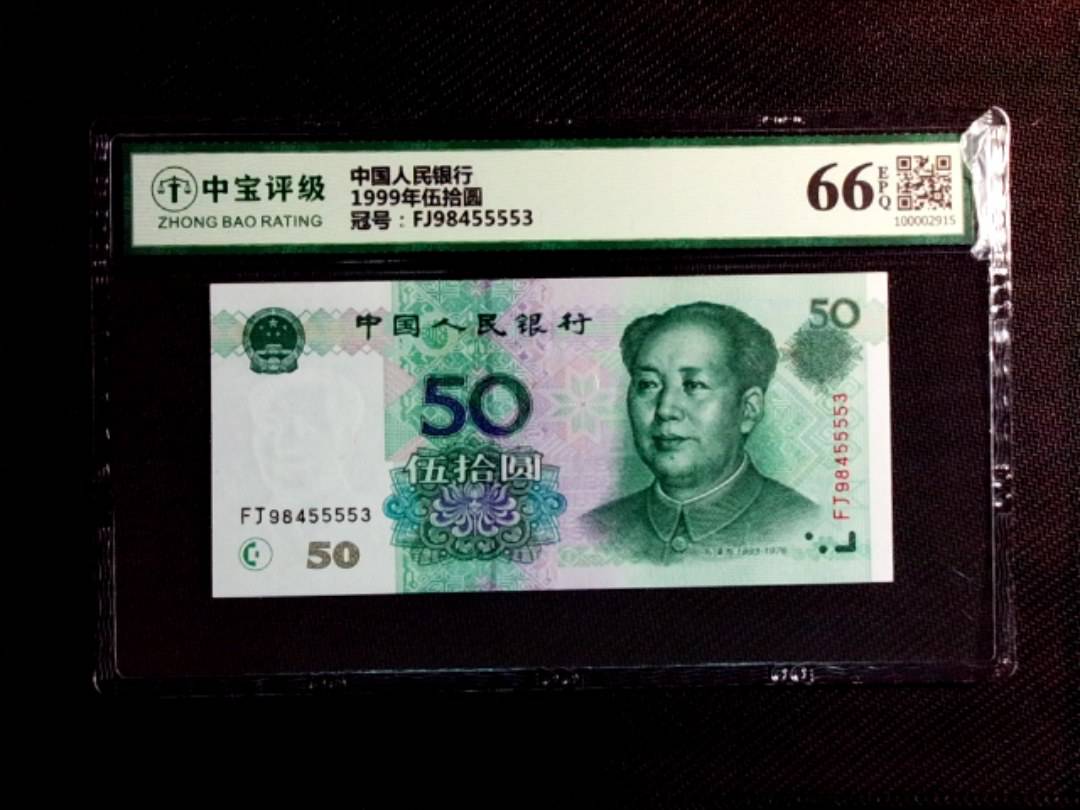 中宝评级
ZHONG BAO RATING
中国人民银行
1999年伍拾圆
冠号：FJ98455553
66
EPQ
100002915
中国人民银行
50
50
伍拾圆
FJ98455553
FJ98455553
50
1893-1976